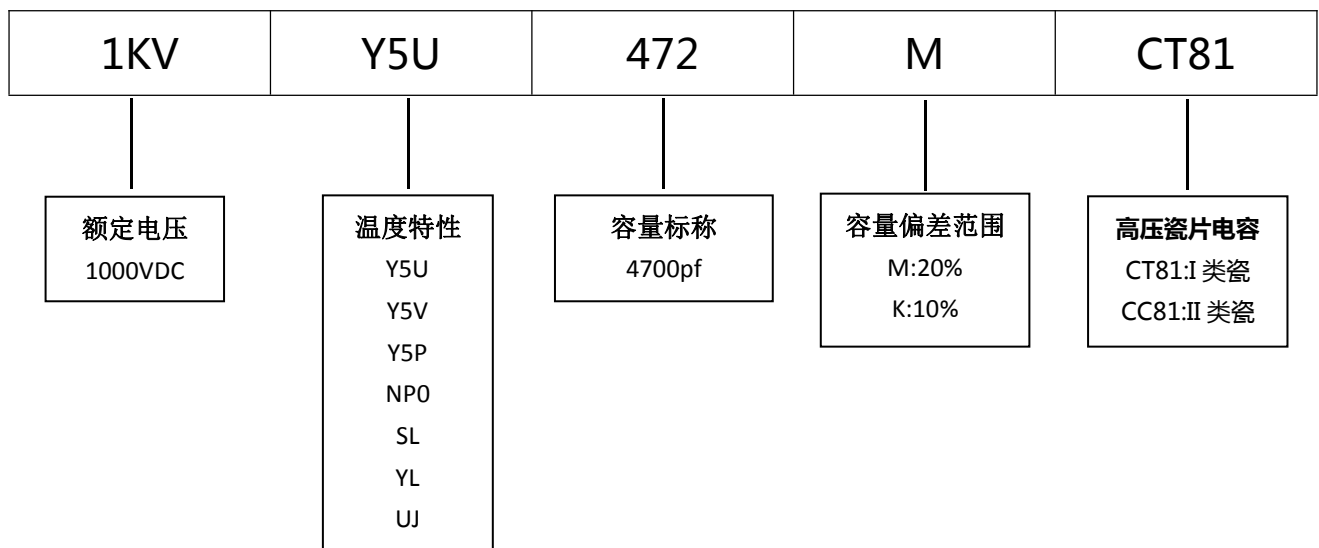 1KV Y5U 472 M CT81
额定电压
1000VDC
温度特性
Y5U
Y5V
Y5P
NP0
SL
YL
UJ
容量标称
4700pf
容量偏差范围
M:20%
K:10%
高压瓷片电容
CT81:I 类瓷
CC81:II 类瓷